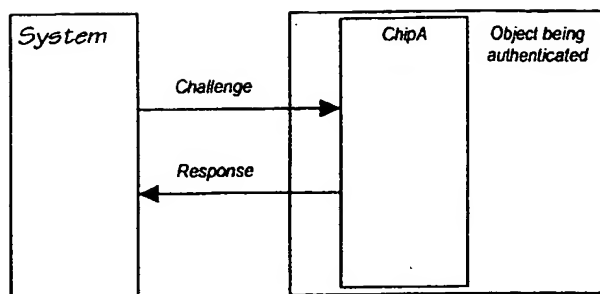 System
ChipA
Object being
authenticated
Challenge
Response